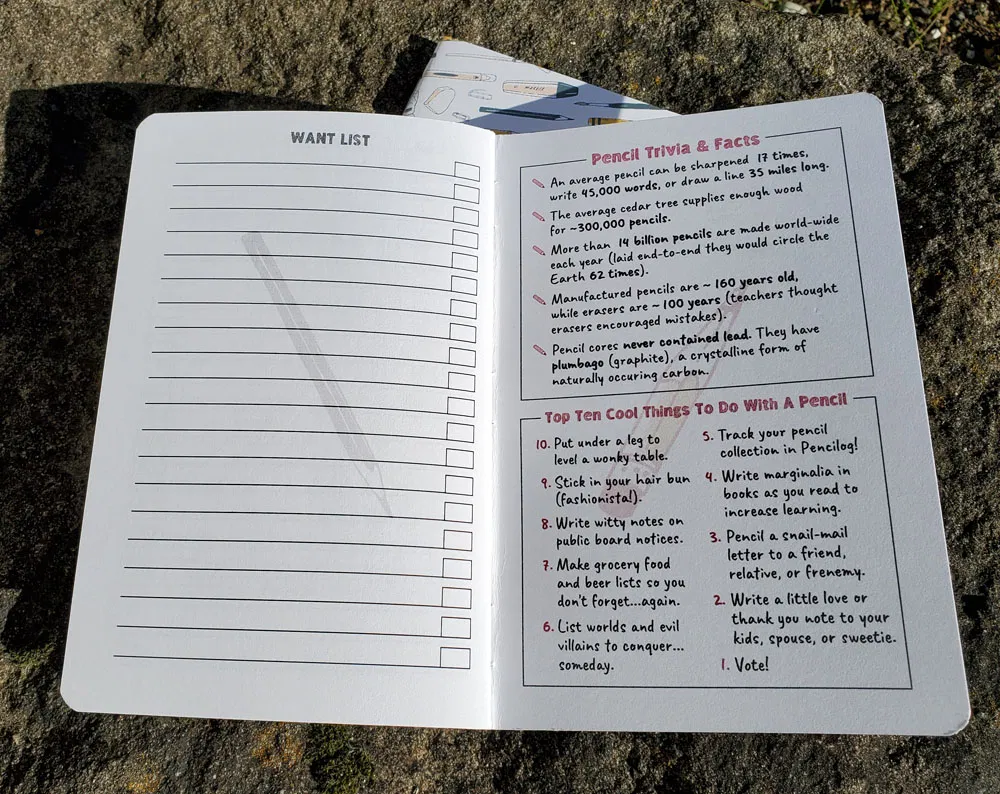 WANT LIST
Pencil Trivia & Facts
An average pencil can be sharpened 17 times,
write 45,000 words, or draw a line 35 miles long.
The average cedar tree supplies enough wood
for ~300,000 pencils.
More than 14 billion pencils are made world-wide
each year (laid end-to-end they would circle the
Earth 62 times).
Manufactured pencils are ~ 160 years old,
while erasers are ~ 100 years (teachers thought
erasers encouraged mistakes).
Pencil cores never contained lead. They have
plumbago (graphite), a crystalline form of
naturally occuring carbon.
Top Ten Cool Things To Do With A Pencil
10. Put under a leg to
level a wonky table.
9. Stick in your hair bun
(fashionista!).
8. Write witty notes on
public board notices.
7. Make grocery food
and beer lists so you
don't forget...again.
6. List worlds and evil
villains to conquer...
someday.
5. Track your pencil
collection in Pencilog!
4. Write marginalia in
books as you read to
increase learning.
3. Pencil a snail-mail
letter to a friend,
relative, or frenemy.
2. Write a little love or
thank you note to your
kids, spouse, or sweetie.
1. Vote!